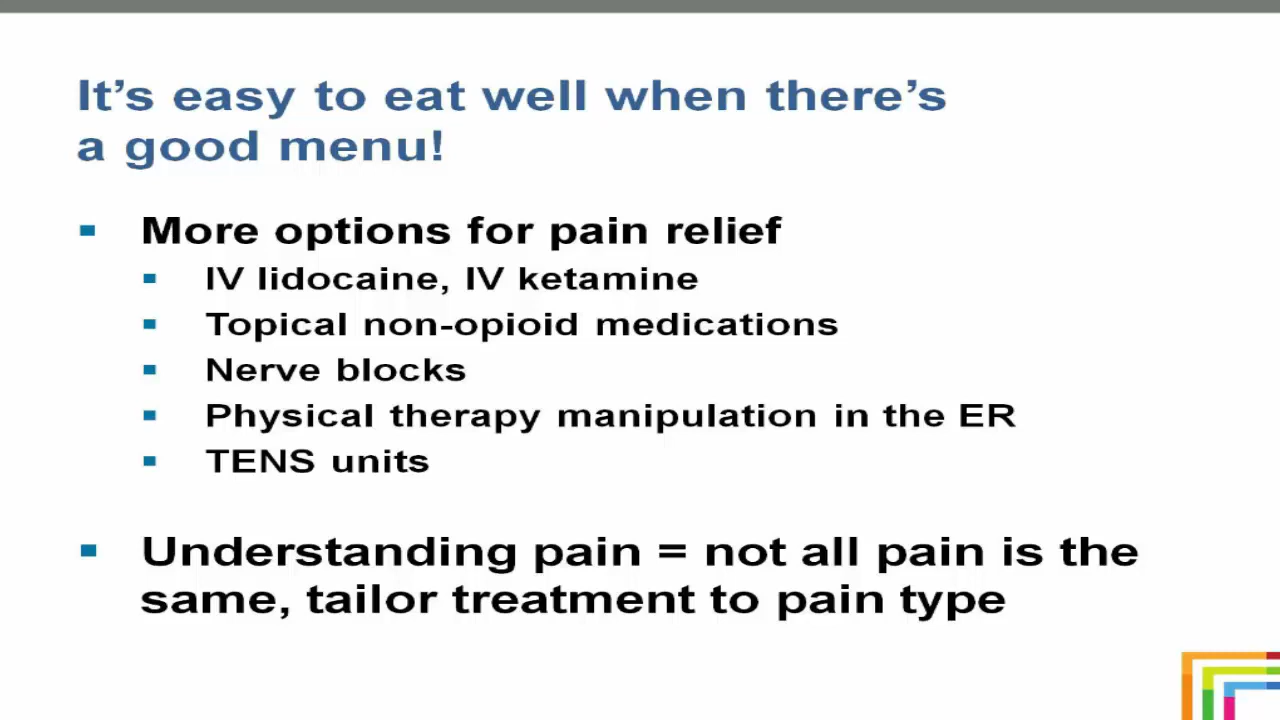 It's easy to eat well when there's
a good menu!
More options for pain relief
IV lidocaine, IV ketamine
Topical non-opioid medications
Nerve blocks
Physical therapy manipulation in the ER
TENS units
Understanding pain = not all pain is the
same, tailor treatment to pain type